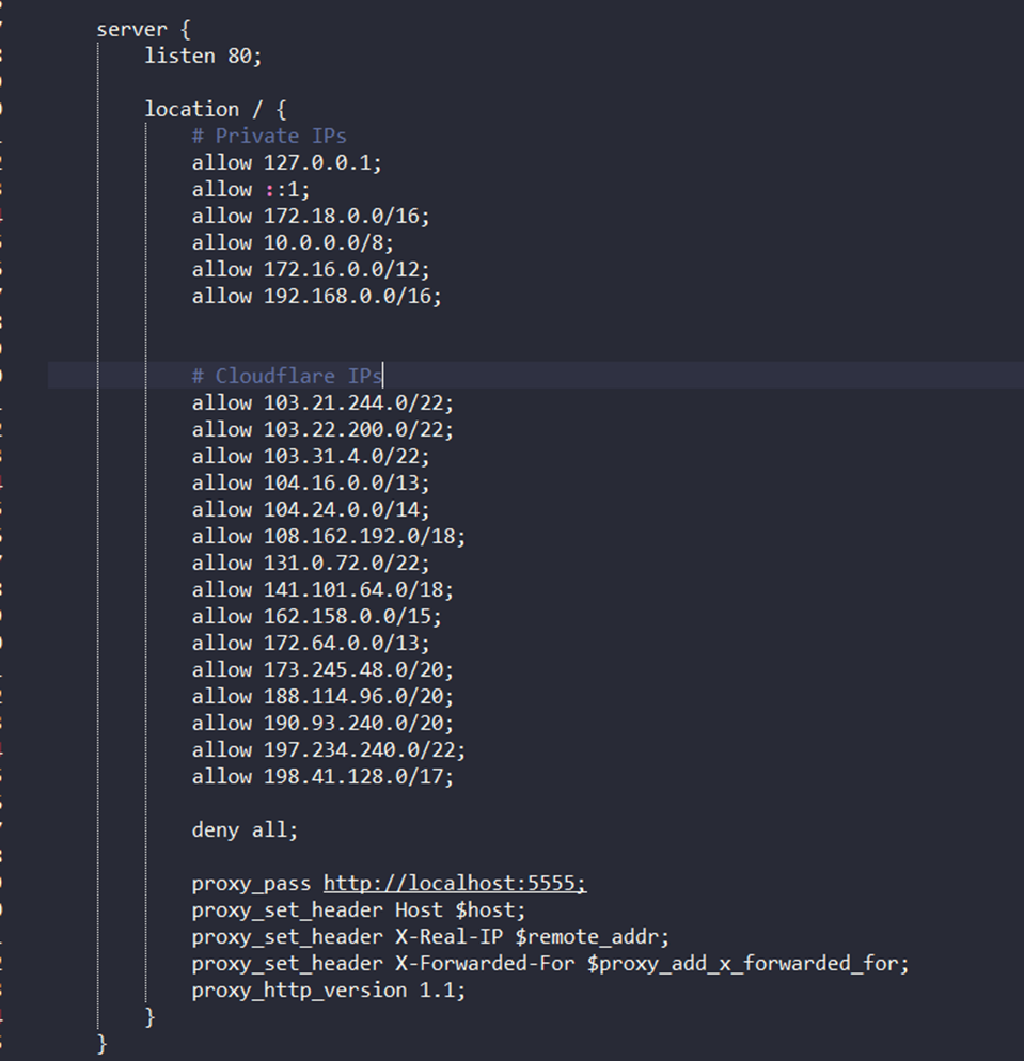 server {
listen 80;
location / {
# Private IPs
allow 127.0.0.1;
allow ::1;
allow 172.18.0.0/16;
allow 10.0.0.0/8;
allow 172.16.0.0/12;
allow 192.168.0.0/16;
# Cloudflare IPs
allow 103.21.244.0/22;
allow 103.22.200.0/22;
allow 103.31.4.0/22;
allow 104.16.0.0/13;
allow 104.24.0.0/14;
allow 108.162.192.0/18;
allow 131.0.72.0/22;
allow 141.101.64.0/18;
allow 162.158.0.0/15;
allow 172.64.0.0/13;
allow 173.245.48.0/20;
allow 188.114.96.0/20;
allow 190.93.240.0/20;
allow 197.234.240.0/22;
allow 198.41.128.0/17;
deny all;
proxy_pass http://localhost:5555;
proxy_set_header Host $host;
proxy_set_header X-Real-IP $remote_addr;
proxy_set_header X-Forwarded-For $proxy_add_x_forwarded_for;
proxy_http_version 1.1;
}
}